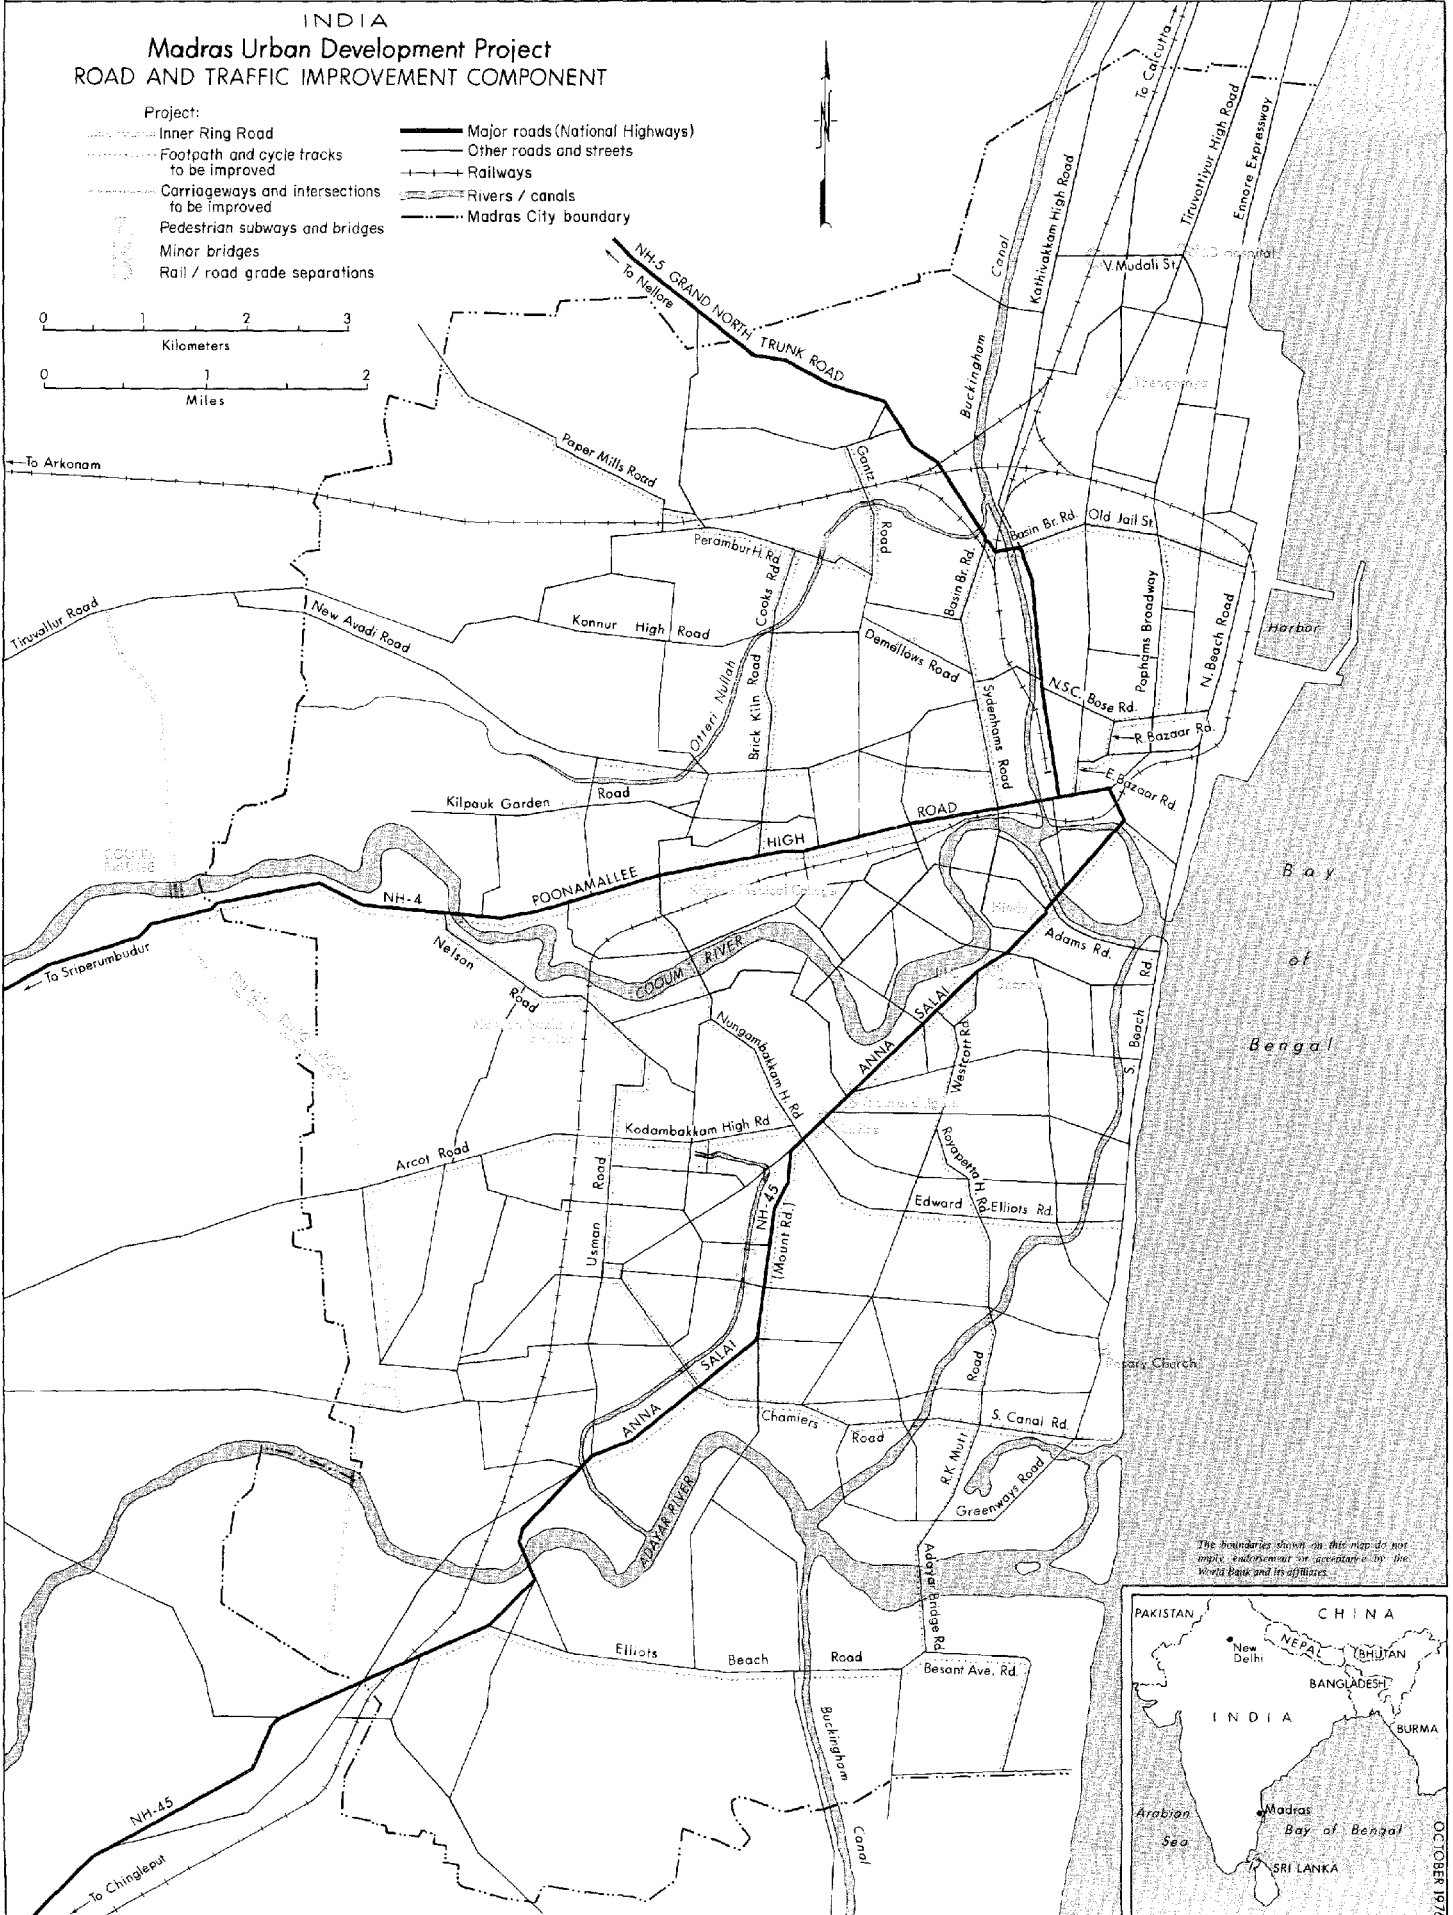 INDIA
Madras Urban Development Project
ROAD AND TRAFFIC IMPROVEMENT COMPONENT
Project:
Inner Ring Road
Footpath and cycle tracks
to be improved
Carriageways and intersections
to be improved
Pedestrian subways and bridges
Minor bridges
Rail / road grade separations
Major roads (National Highways)
Other roads and streets
Railways
Rivers / canals
Madras City boundary
0 1 2 3
Kilometers
0 1 2
Miles
N
To Calcutta
Tiruvottiyur High Road
Ennore Expressway
Kathivakkam High Road
Canal
Buckingham
V. Mudali St.
NH-5 GRAND NORTH TRUNK ROAD
To Nellore
To Arkonam
Paper Mills Road
Gantz
Road
Basin Br. Rd.
Old Jail St.
Perambur H. Rd.
Cooks Rd.
Basin Br. Rd.
Pophams Broadway
N. Beach Road
Harbor
Tiruvallur Road
New Avadi Road
Konnur High Road
Demellows Road
Otteri Nullah
Brick Kiln Road
Sydenhams Road
N.S.C. Bose Rd.
R. Bazaar Rd.
E. Bazaar Rd.
Kilpauk Garden Road
POONAMALLEE HIGH ROAD
NH-4
To Sriperumbudur
Nelson
Road
COOUM RIVER
Adams Rd.
S. Beach Rd.
Bay
of
Bengal
ANNA SALAI
Westcott Rd.
Nungambakkam H. Rd
Kodambakkam High Rd
Arcot Road
Royapetta H. Rd.
Edward Elliots Rd.
Usman Road
NH-45
(Mount Rd.)
Rosary Church
ANNA SALAI
Chamiers
Road
S. Canal Rd.
R.K Mutt Road
Greenways Road
ADAYAR RIVER
Adayar Bridge Rd.
Elliots Beach Road
Besant Ave. Rd.
Buckingham
Canal
NH-45
To Chingleput
The boundaries shown on this map do not
imply endorsement or acceptance by the
World Bank and its affiliates
PAKISTAN
CHINA
New
Delhi
NEPAL
BHUTAN
BANGLADESH
INDIA
BURMA
Arabian
Sea
Madras
Bay of Bengal
SRI LANKA